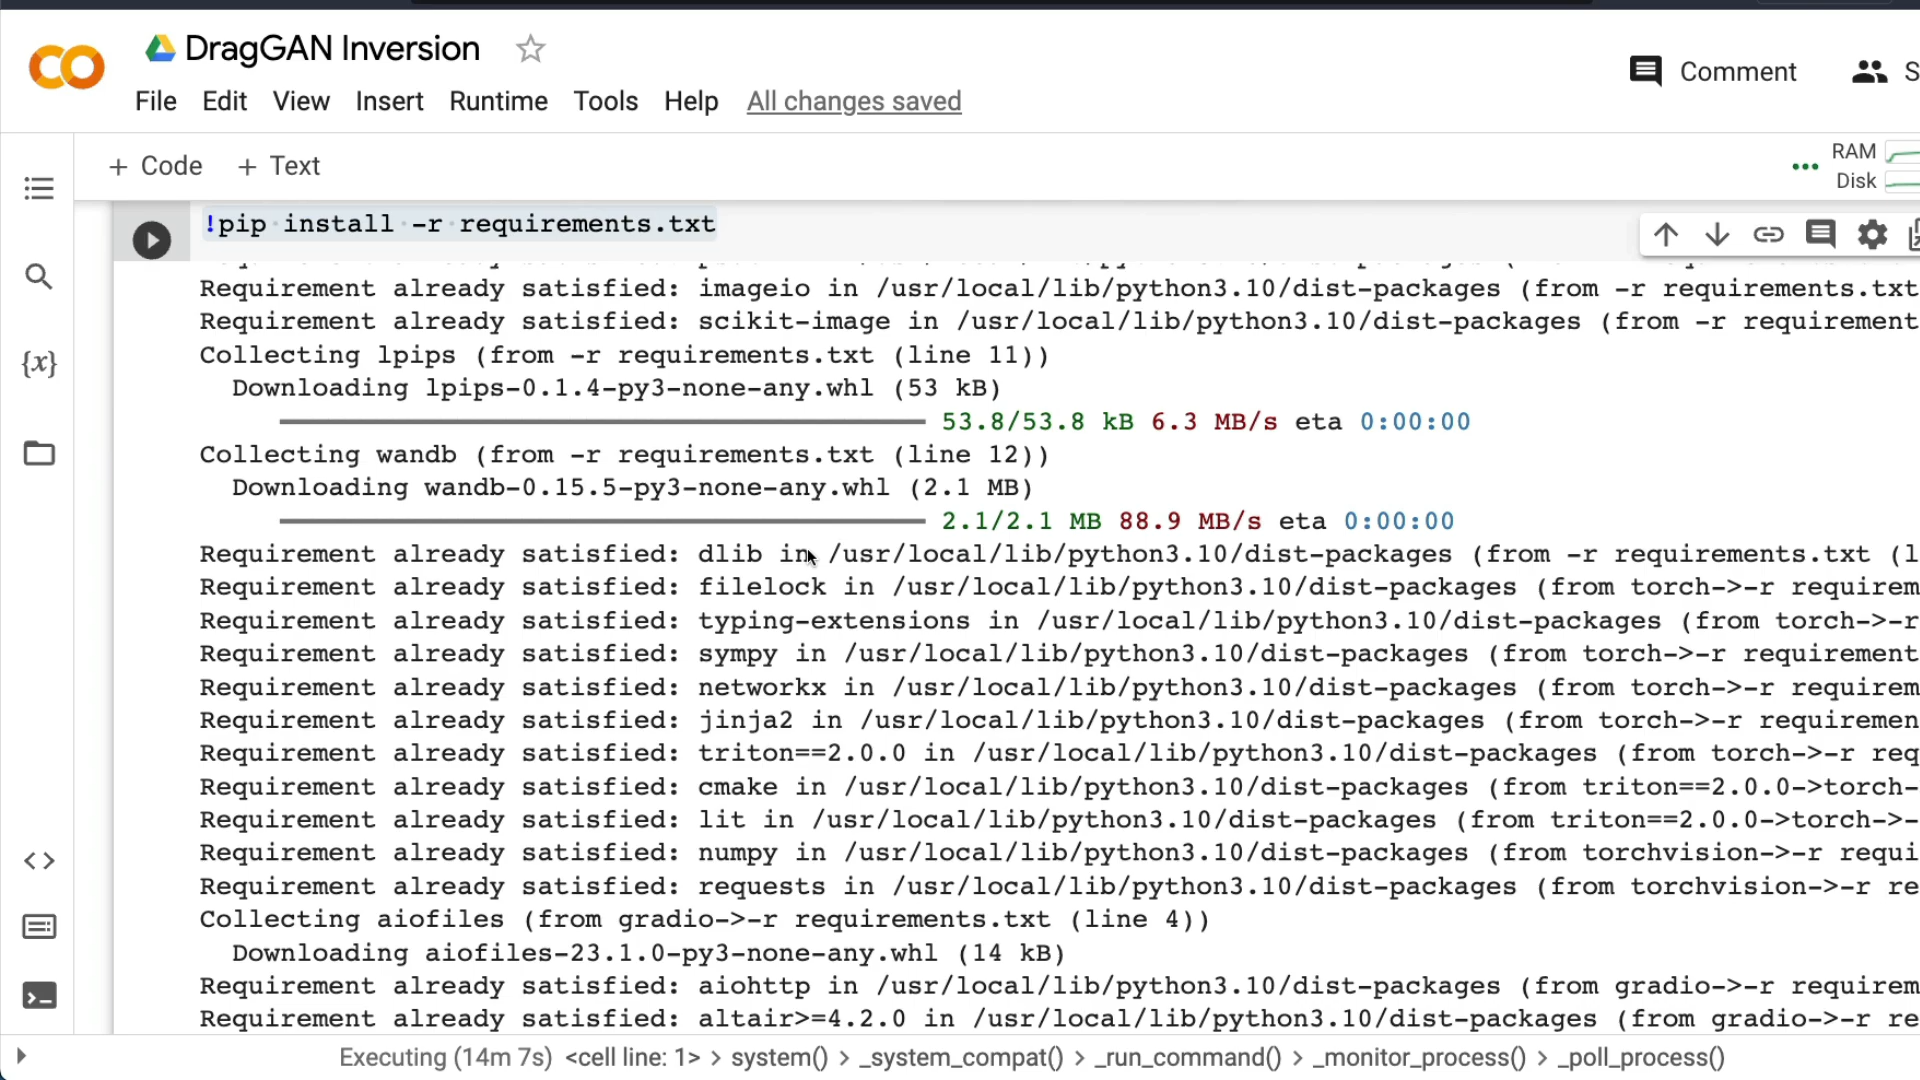 DragGAN Inversion
File Edit View Insert Runtime Tools Help All changes saved
Comment
S
+ Code + Text
RAM
Disk
!pip install -r requirements.txt
Requirement already satisfied: imageio in /usr/local/lib/python3.10/dist-packages (from -r requirements.txt
Requirement already satisfied: scikit-image in /usr/local/lib/python3.10/dist-packages (from -r requirement
Collecting lpips (from -r requirements.txt (line 11))
Downloading lpips-0.1.4-py3-none-any.whl (53 kB)
53.8/53.8 kB 6.3 MB/s eta 0:00:00
Collecting wandb (from -r requirements.txt (line 12))
Downloading wandb-0.15.5-py3-none-any.whl (2.1 MB)
2.1/2.1 MB 88.9 MB/s eta 0:00:00
Requirement already satisfied: dlib in /usr/local/lib/python3.10/dist-packages (from -r requirements.txt (l
Requirement already satisfied: filelock in /usr/local/lib/python3.10/dist-packages (from torch->-r requirem
Requirement already satisfied: typing-extensions in /usr/local/lib/python3.10/dist-packages (from torch->-r
Requirement already satisfied: sympy in /usr/local/lib/python3.10/dist-packages (from torch->-r requirement
Requirement already satisfied: networkx in /usr/local/lib/python3.10/dist-packages (from torch->-r requirem
Requirement already satisfied: jinja2 in /usr/local/lib/python3.10/dist-packages (from torch->-r requiremen
Requirement already satisfied: triton==2.0.0 in /usr/local/lib/python3.10/dist-packages (from torch->-r req
Requirement already satisfied: cmake in /usr/local/lib/python3.10/dist-packages (from triton==2.0.0->torch-
Requirement already satisfied: lit in /usr/local/lib/python3.10/dist-packages (from triton==2.0.0->torch->-
Requirement already satisfied: numpy in /usr/local/lib/python3.10/dist-packages (from torchvision->-r requi
Requirement already satisfied: requests in /usr/local/lib/python3.10/dist-packages (from torchvision->-r re
Collecting aiofiles (from gradio->-r requirements.txt (line 4))
Downloading aiofiles-23.1.0-py3-none-any.whl (14 kB)
Requirement already satisfied: aiohttp in /usr/local/lib/python3.10/dist-packages (from gradio->-r requirem
Requirement already satisfied: altair>=4.2.0 in /usr/local/lib/python3.10/dist-packages (from gradio->-r re
Executing (14m 7s) <cell line: 1> > system() > _system_compat() > _run_command() > _monitor_process() > _poll_process()